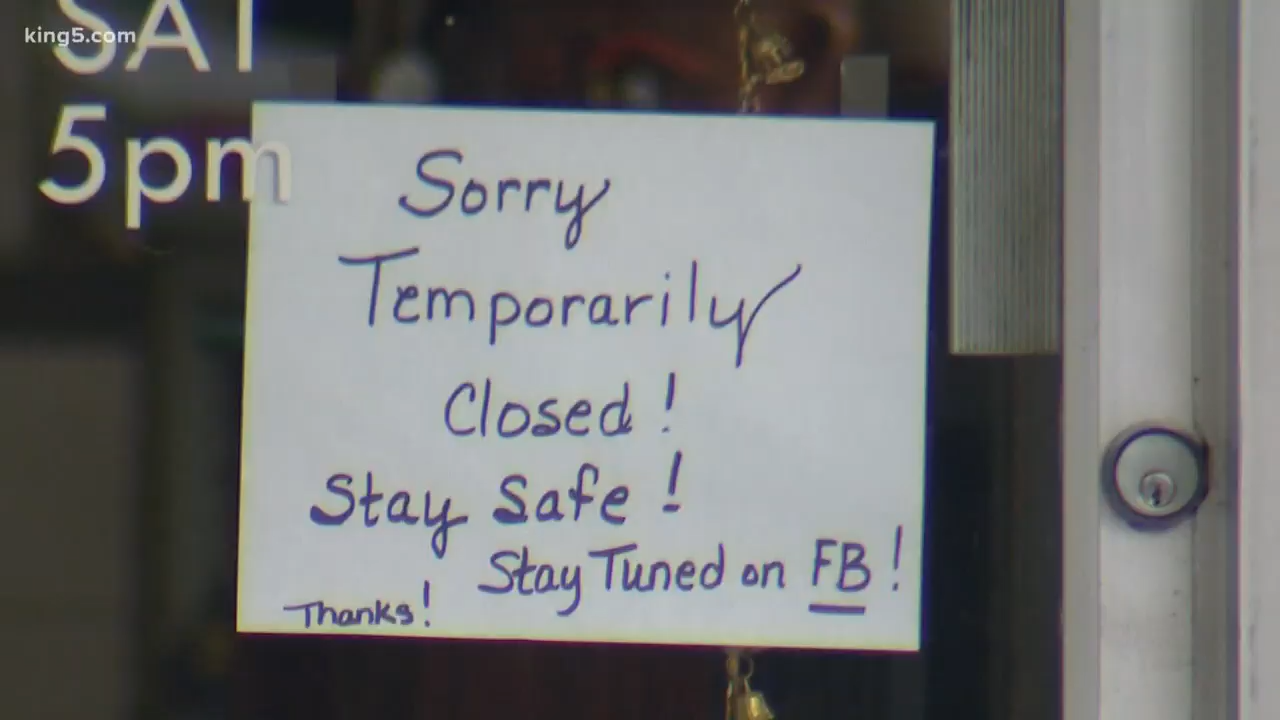 king5.com
SAT
5pm
Sorry
Temporarily
Closed!
Stay Safe!
Stay Tuned on FB!
Thanks!